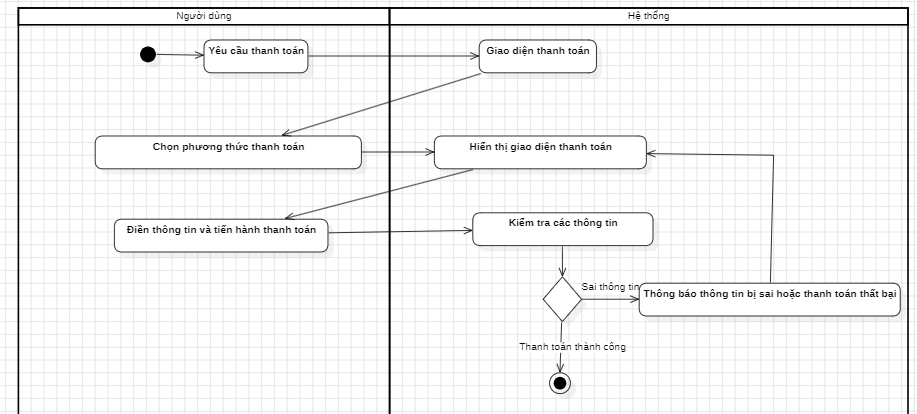 Người dùng
Hệ thống
Yêu cầu thanh toán
Giao diện thanh toán
Chọn phương thức thanh toán
Hiển thị giao diện thanh toán
Điền thông tin và tiến hành thanh toán
Kiểm tra các thông tin
Sai thông tin
Thông báo thông tin bị sai hoặc thanh toán thất bại
Thanh toán thành công